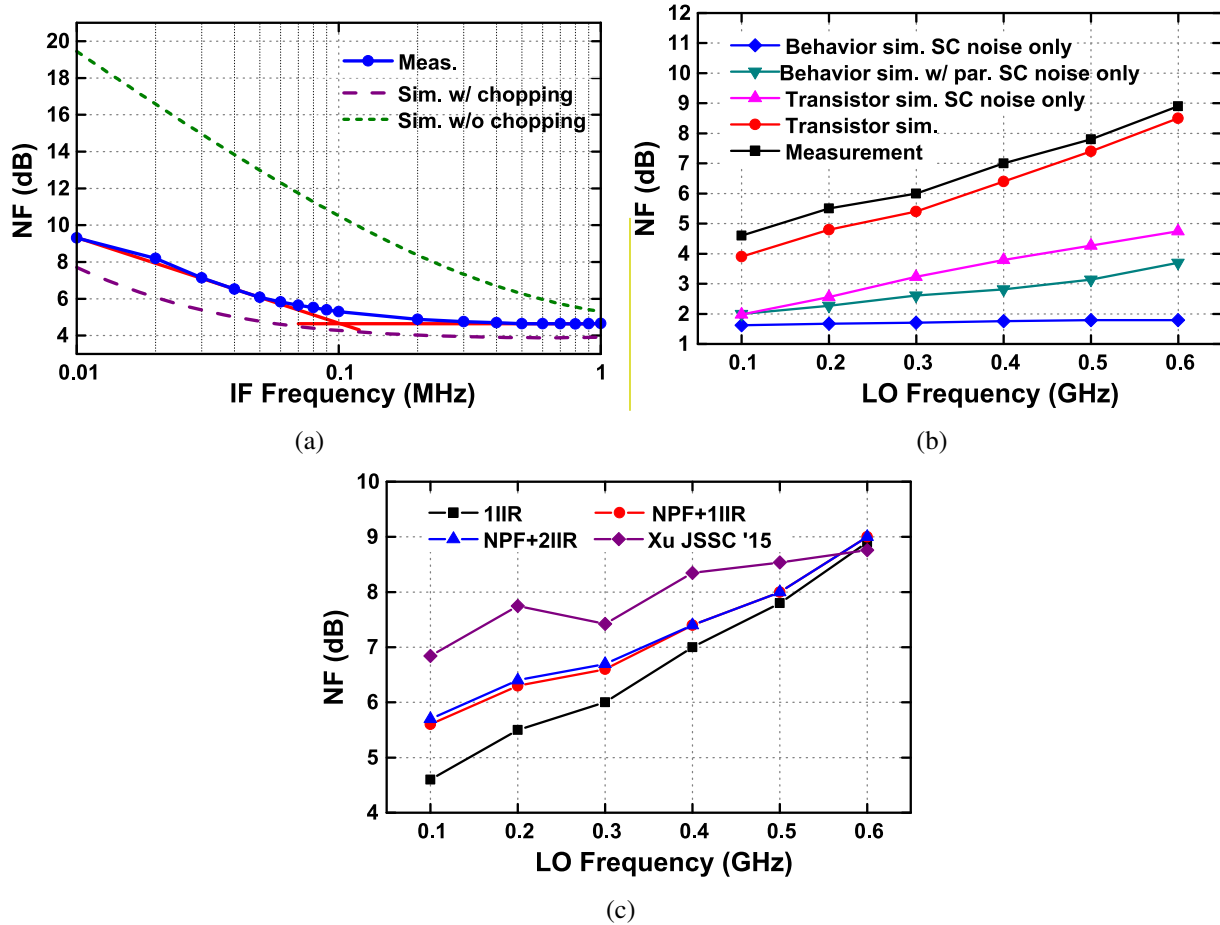 20
18
16
14
12
10
8
6
4
NF (dB)
Meas.
Sim. w/ chopping
Sim. w/o chopping
0.01
0.1
1
IF Frequency (MHz)
(a)
12
11
10
9
8
7
6
5
4
3
2
1
NF (dB)
Behavior sim. SC noise only
Behavior sim. w/ par. SC noise only
Transistor sim. SC noise only
Transistor sim.
Measurement
0.1 0.2 0.3 0.4 0.5 0.6
LO Frequency (GHz)
(b)
10
9
8
7
6
5
4
NF (dB)
1IIR NPF+1IIR
NPF+2IIR Xu JSSC '15
0.1 0.2 0.3 0.4 0.5 0.6
LO Frequency (GHz)
(c)